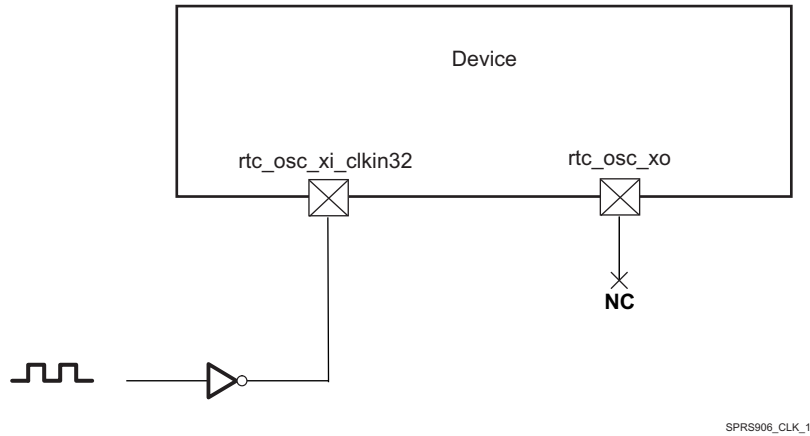 Device
rtc_osc_xi_clkin32
rtc_osc_xo
NC
SPRS906_CLK_1